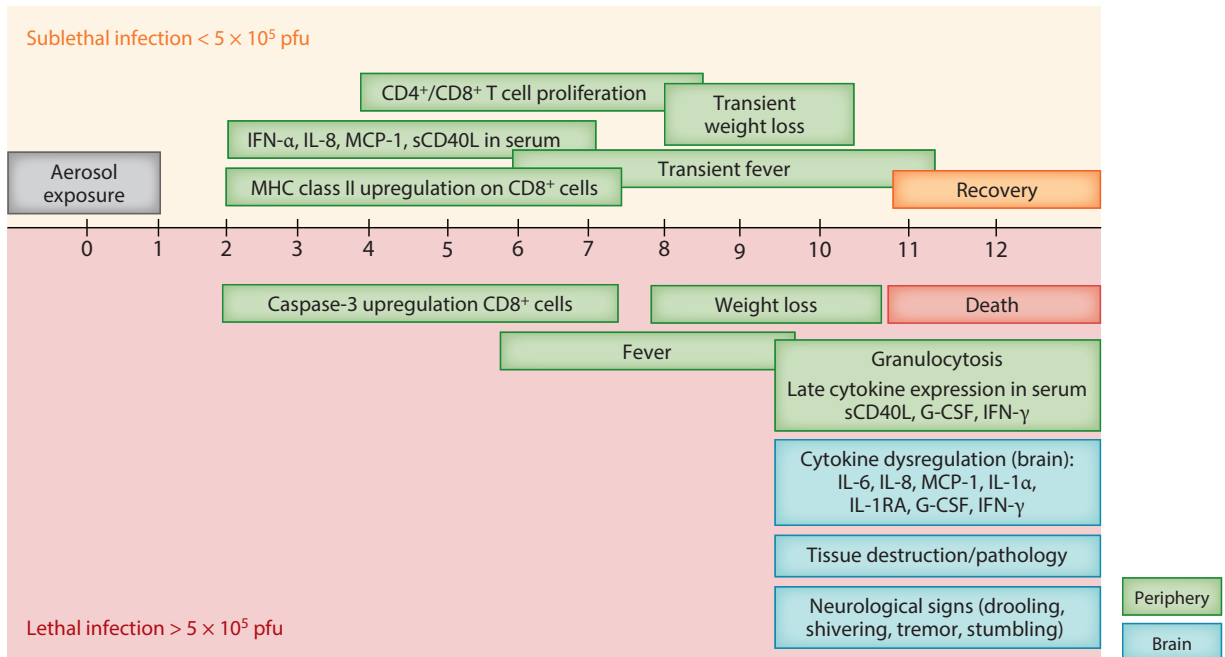 Sublethal infection < 5 × 10⁵ pfu
CD4⁺/CD8⁺ T cell proliferation
Transient
weight loss
IFN-α, IL-8, MCP-1, sCD40L in serum
Transient fever
Aerosol
exposure
MHC class II upregulation on CD8⁺ cells
Recovery
0 1 2 3 4 5 6 7 8 9 10 11 12
Caspase-3 upregulation CD8⁺ cells
Weight loss
Death
Fever
Granulocytosis
Late cytokine expression in serum
sCD40L, G-CSF, IFN-γ
Cytokine dysregulation (brain):
IL-6, IL-8, MCP-1, IL-1α,
IL-1RA, G-CSF, IFN-γ
Tissue destruction/pathology
Neurological signs (drooling,
shivering, tremor, stumbling)
Lethal infection > 5 × 10⁵ pfu
Periphery
Brain